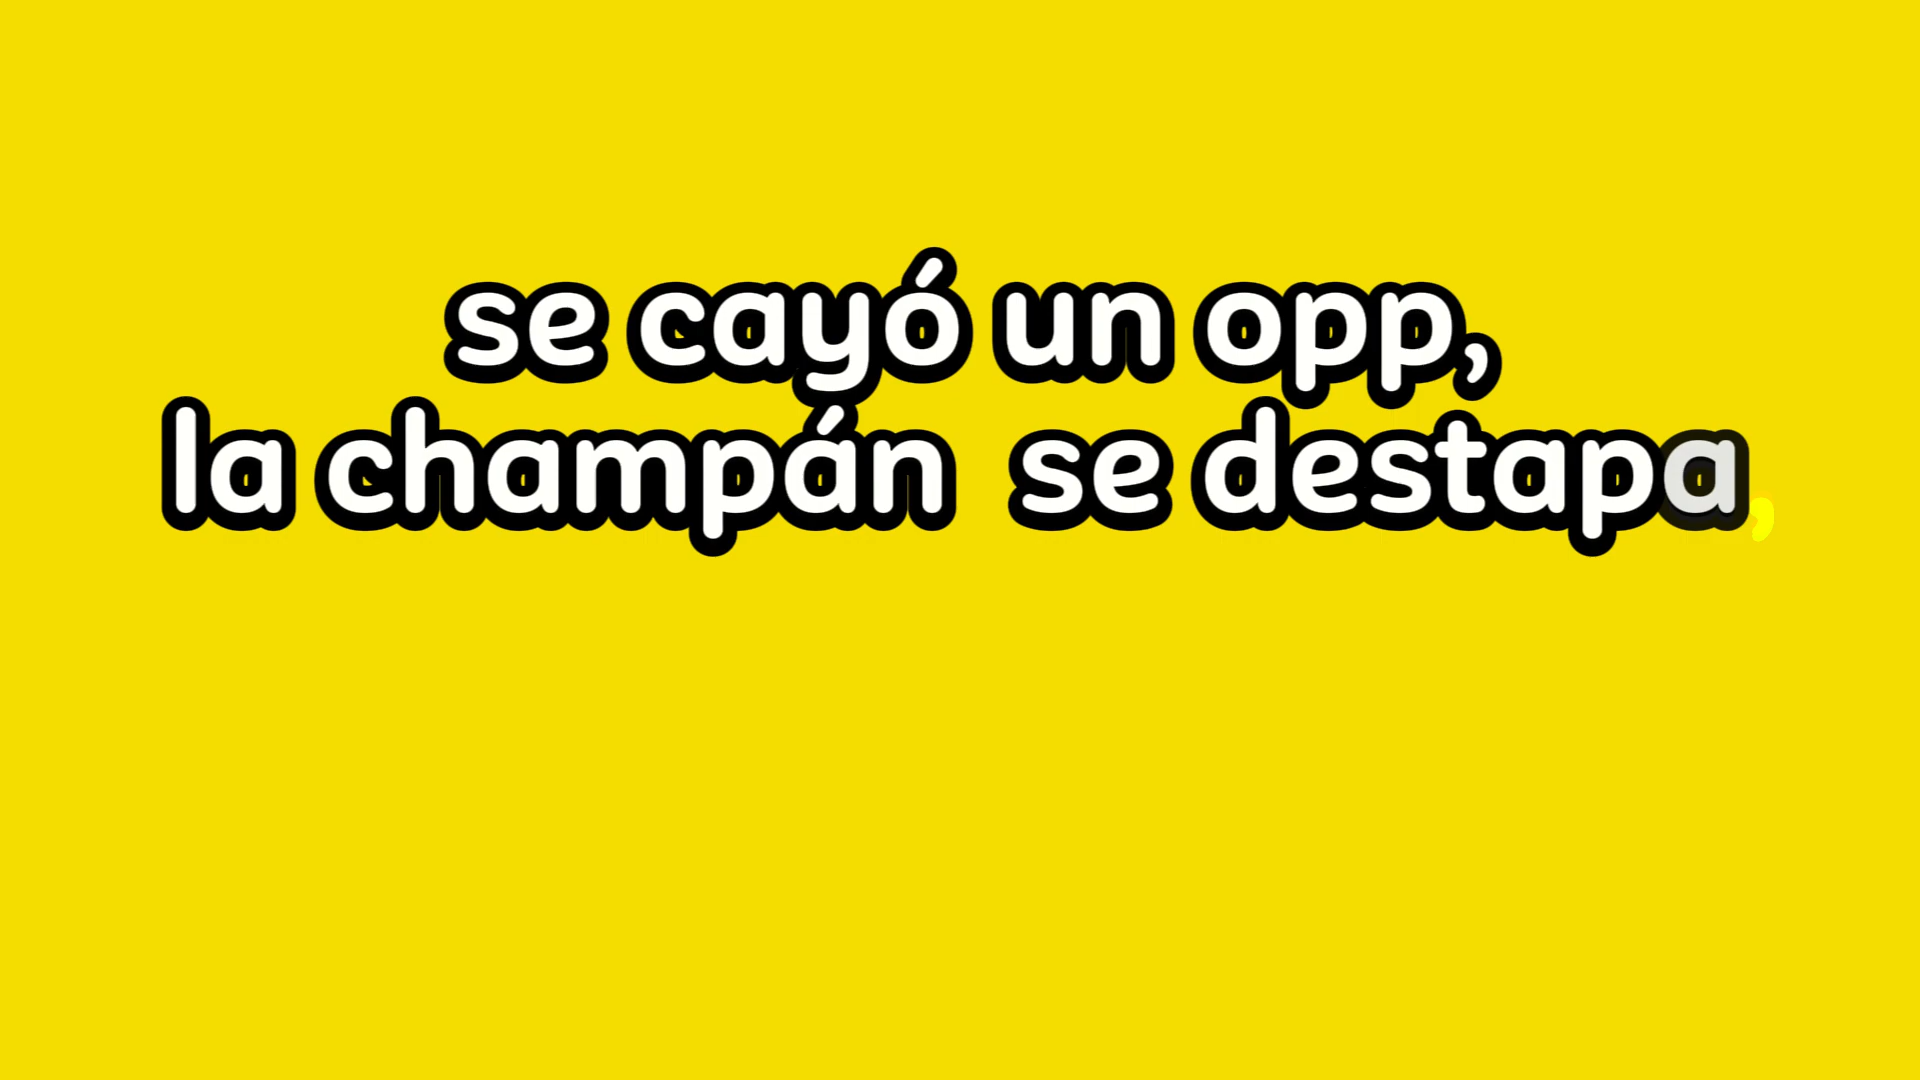 se cayó un opp,
la champán  se destapa,